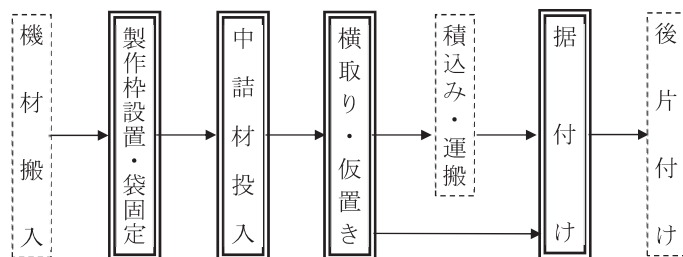 機材搬入
製作枠設置・袋固定
中詰材投入
横取り・仮置き
積込み・運搬
据付け
後片付け